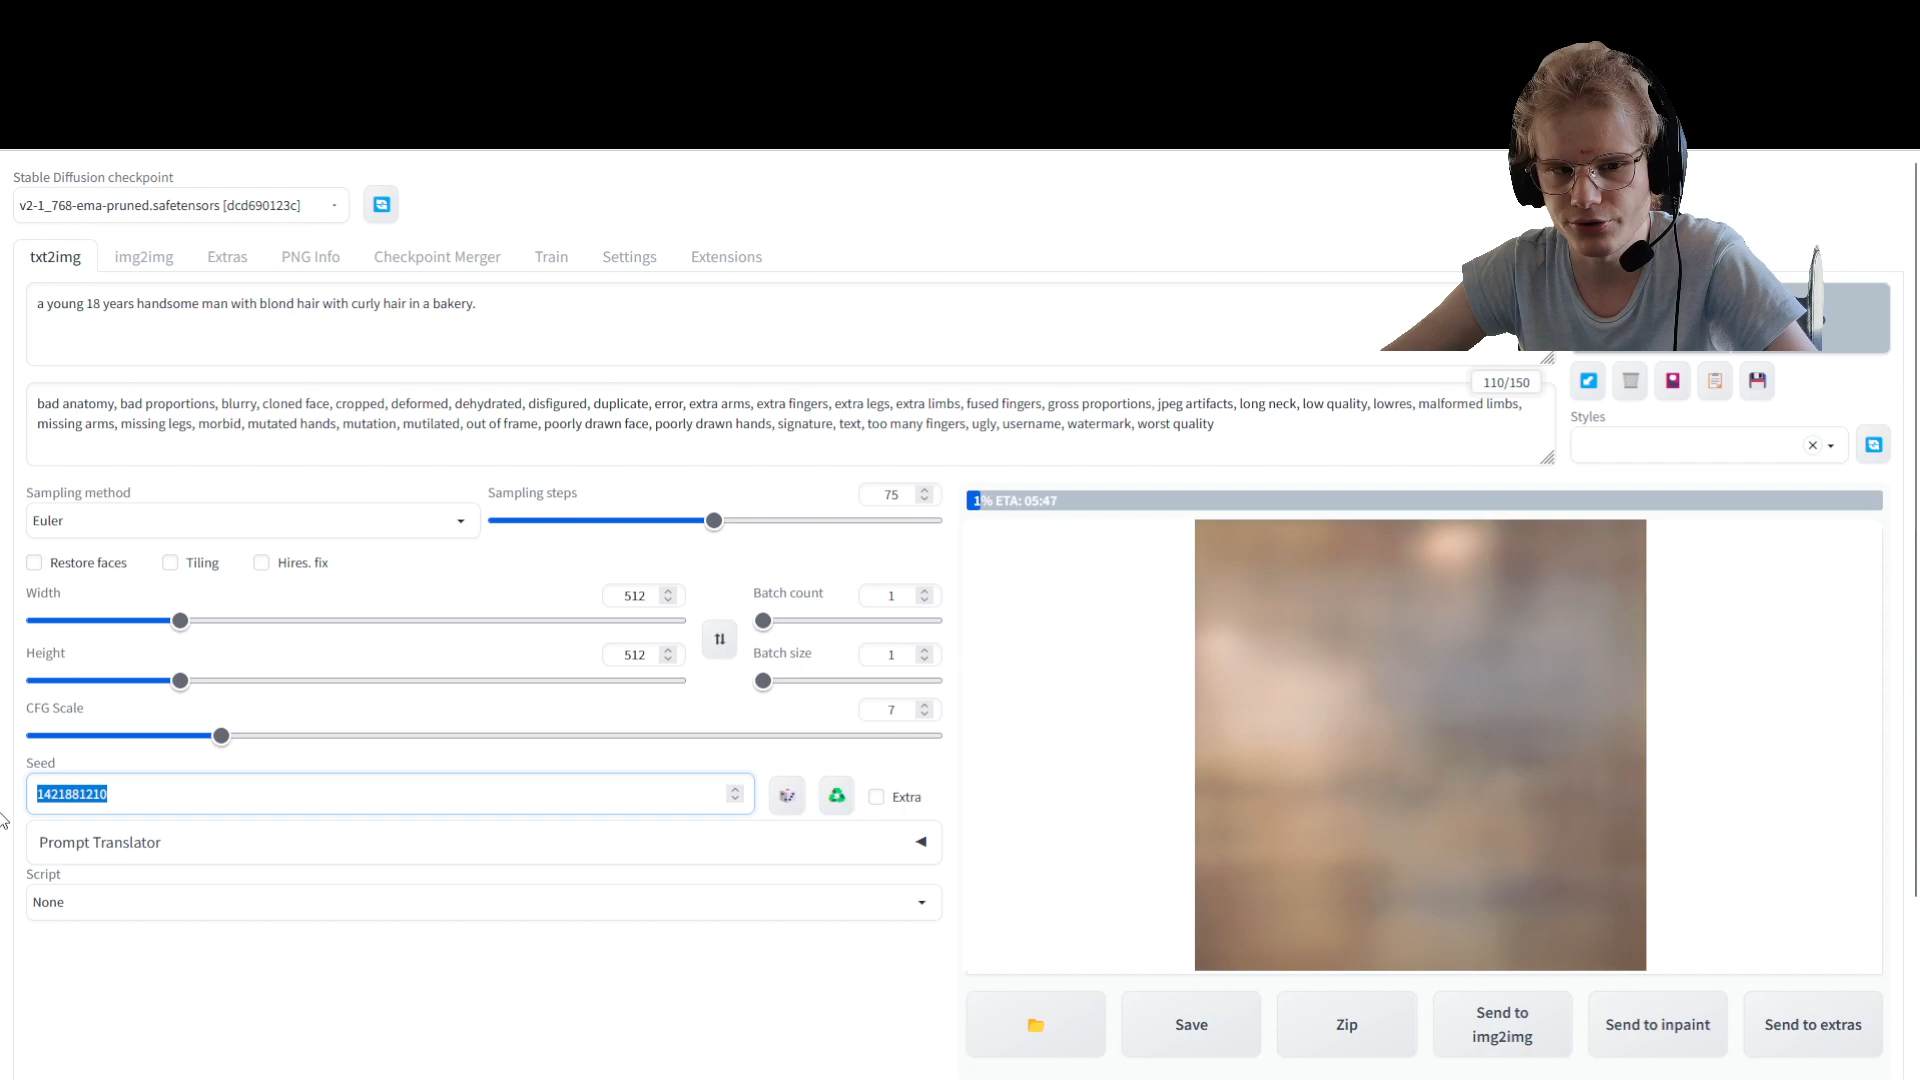 Stable Diffusion checkpoint
v2-1_768-ema-pruned.safetensors [dcd690123c]
txt2img
img2img
Extras
PNG Info
Checkpoint Merger
Train
Settings
Extensions
a young 18 years handsome man with blond hair with curly hair in a bakery.
110/150
bad anatomy, bad proportions, blurry, cloned face, cropped, deformed, dehydrated, disfigured, duplicate, error, extra arms, extra fingers, extra legs, extra limbs, fused fingers, gross proportions, jpeg artifacts, long neck, low quality, lowres, malformed limbs,
missing arms, missing legs, morbid, mutated hands, mutation, mutilated, out of frame, poorly drawn face, poorly drawn hands, signature, text, too many fingers, ugly, username, watermark, worst quality
Styles
Sampling method
Euler
Sampling steps
75
Restore faces
Tiling
Hires. fix
Width
512
Batch count
1
Height
512
Batch size
1
CFG Scale
7
Seed
1421881210
Extra
Prompt Translator
Script
None
1% ETA: 05:47
Save
Zip
Send to
img2img
Send to inpaint
Send to extras